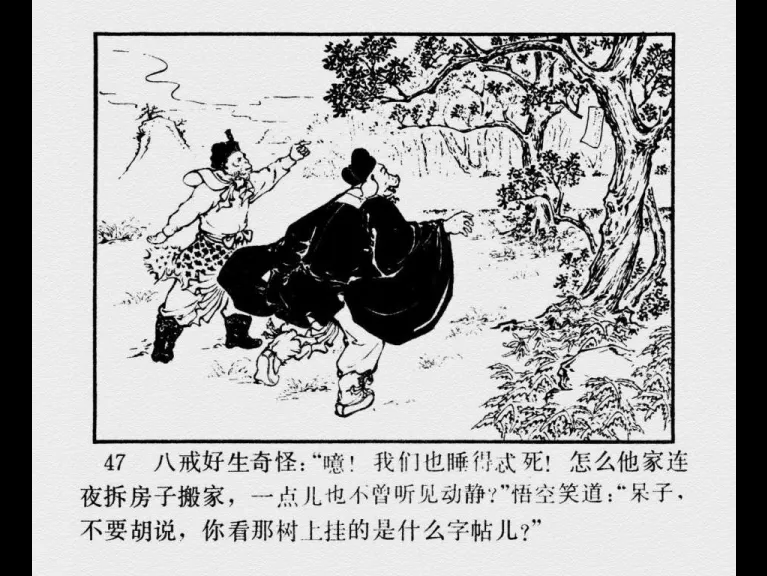 47 八戒好生奇怪：“噫！我们也睡得忒死！怎么他家连
夜拆房子搬家，一点儿也不曾听见动静？”悟空笑道：“呆子，
不要胡说，你看那树上挂的是什么字帖儿？”